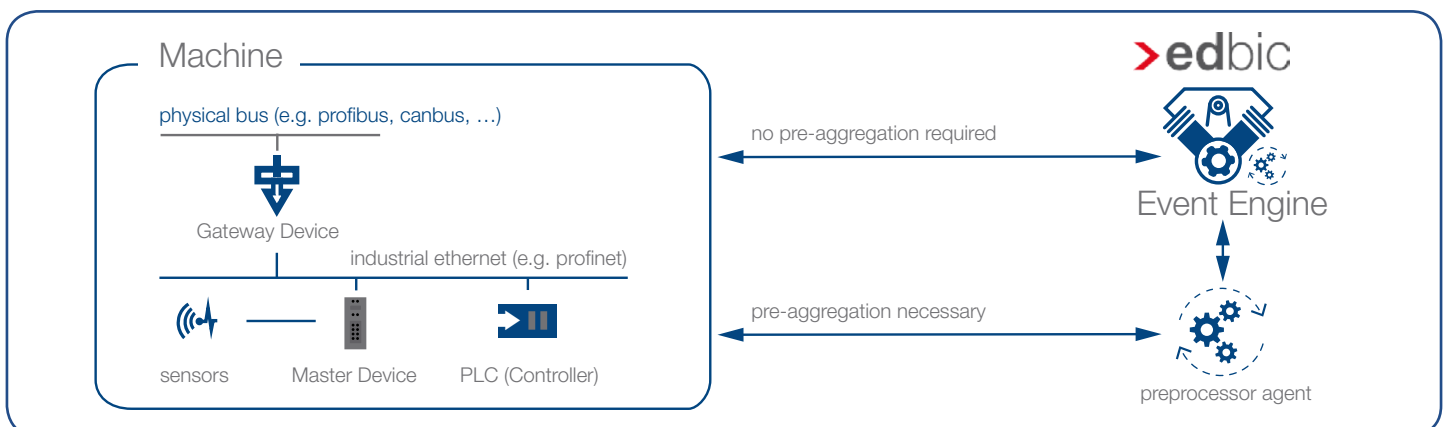 Machine
edbic
physical bus (e.g. profibus, canbus, …)
no pre-aggregation required
Event Engine
Gateway Device
industrial ethernet (e.g. profinet)
pre-aggregation necessary
sensors
Master Device
PLC (Controller)
preprocessor agent